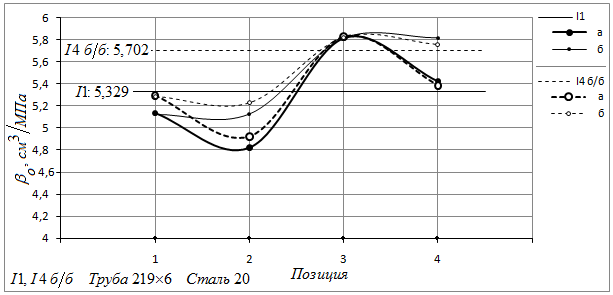 6
5,8
5,6
5,4
5,2
5
4,8
4,6
4,4
4,2
4
βo, см³/МПа
I4 б/б: 5,702
I1: 5,329
1 2 3 4
Позиция
I1, I4 б/б Труба 219×6 Сталь 20
I1
а
б
I4 б/б
а
б